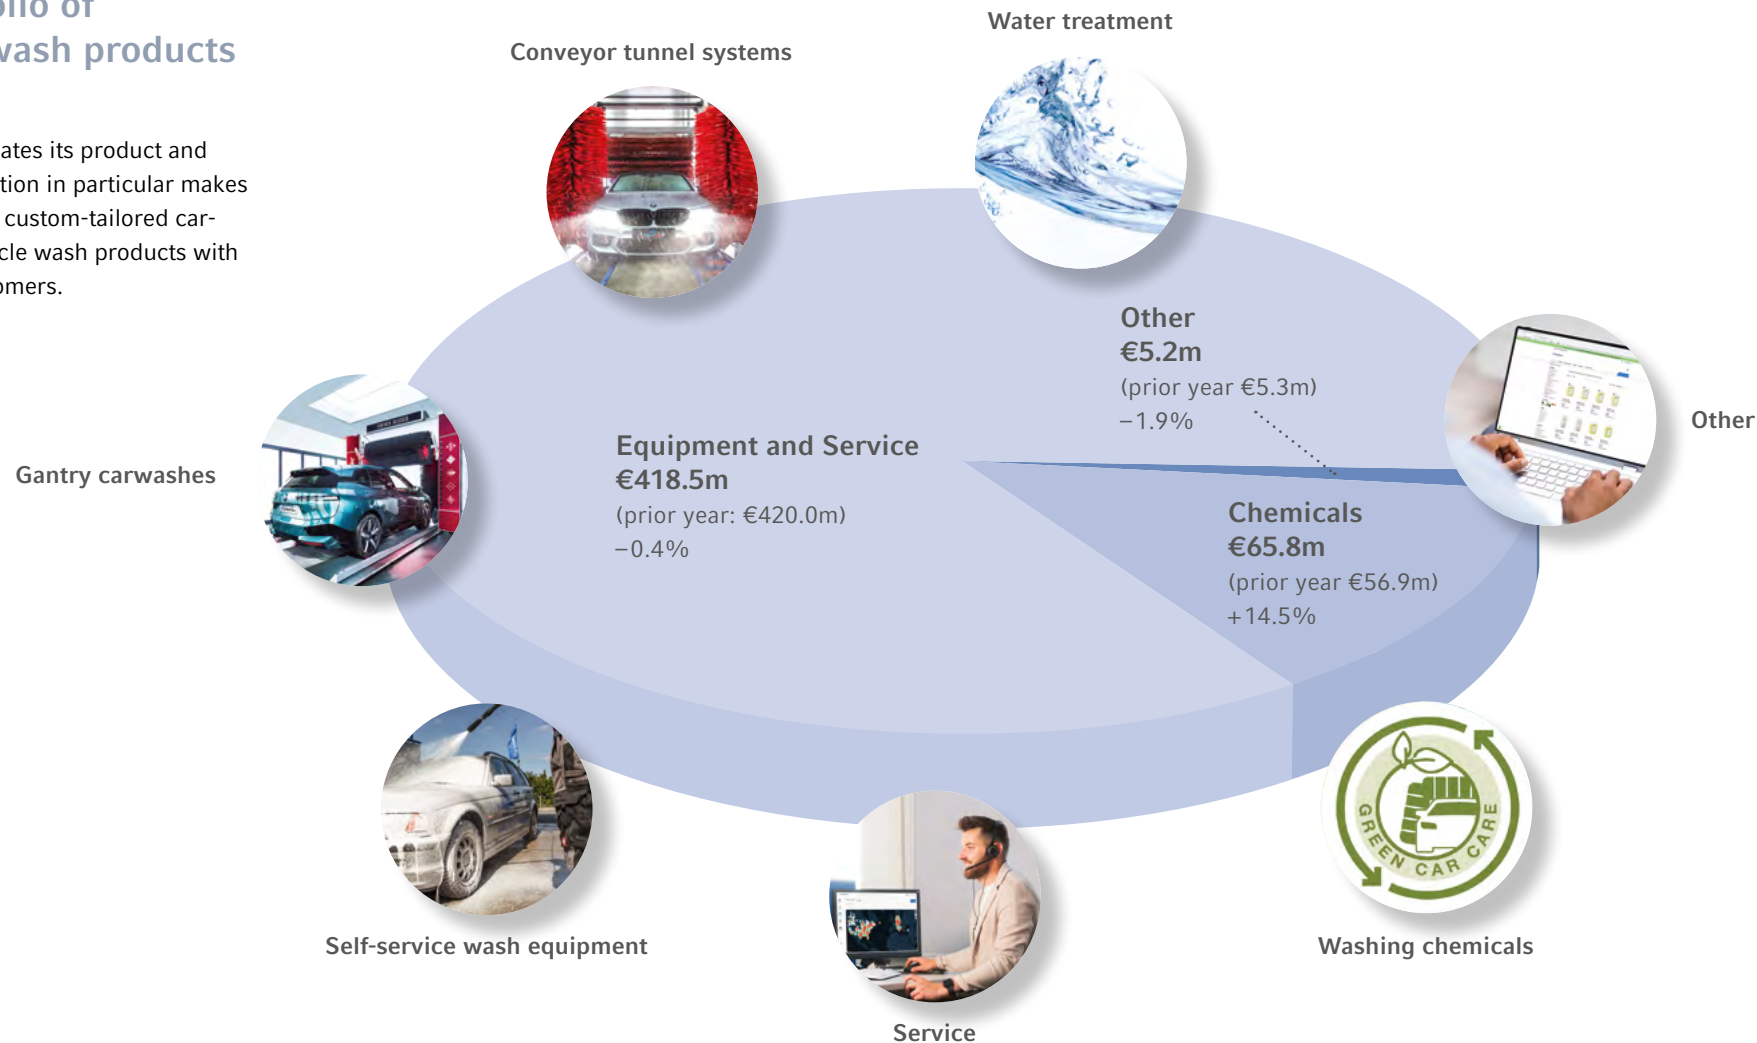 wash products
ates its product and
tion in particular makes
custom-tailored car-
cle wash products with
omers.
Conveyor tunnel systems
Water treatment
Gantry carwashes
Other
€5.2m
(prior year €5.3m)
–1.9%
Other
Equipment and Service
€418.5m
(prior year: €420.0m)
–0.4%
Chemicals
€65.8m
(prior year €56.9m)
+14.5%
Self-service wash equipment
Service
GREEN CAR CARE
Washing chemicals